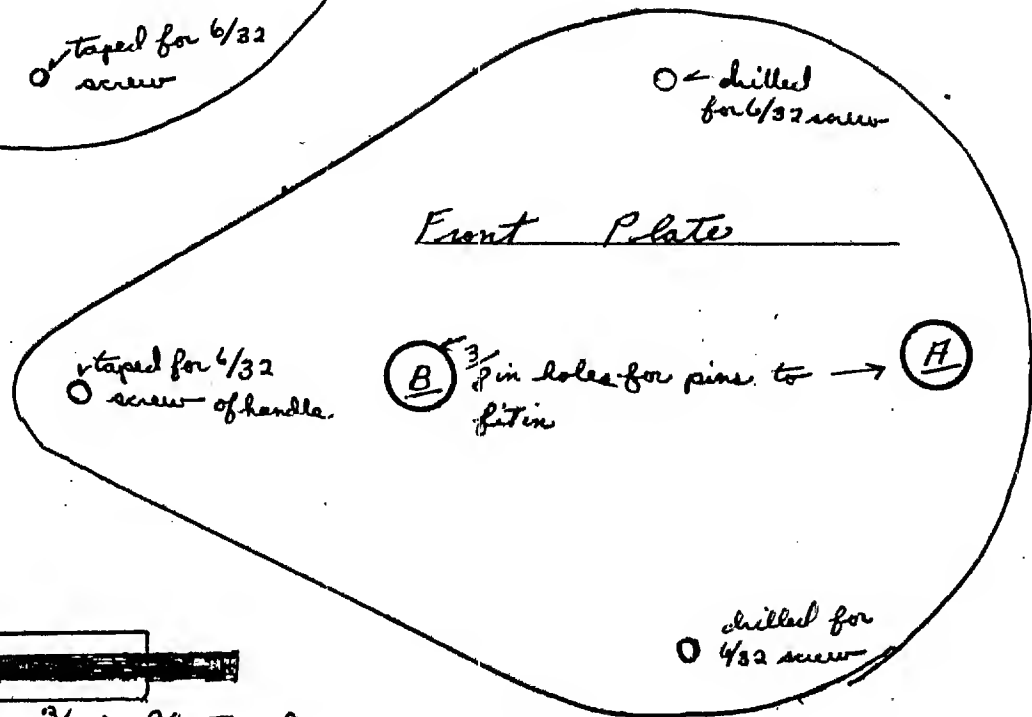 taped for 6/32
screw
drilled
for 6/32 screw
Front Plate
taped for 6/32
screw of handle.
B
3/8 in holes for pins to →
fit in
A
drilled for
6/32 screw